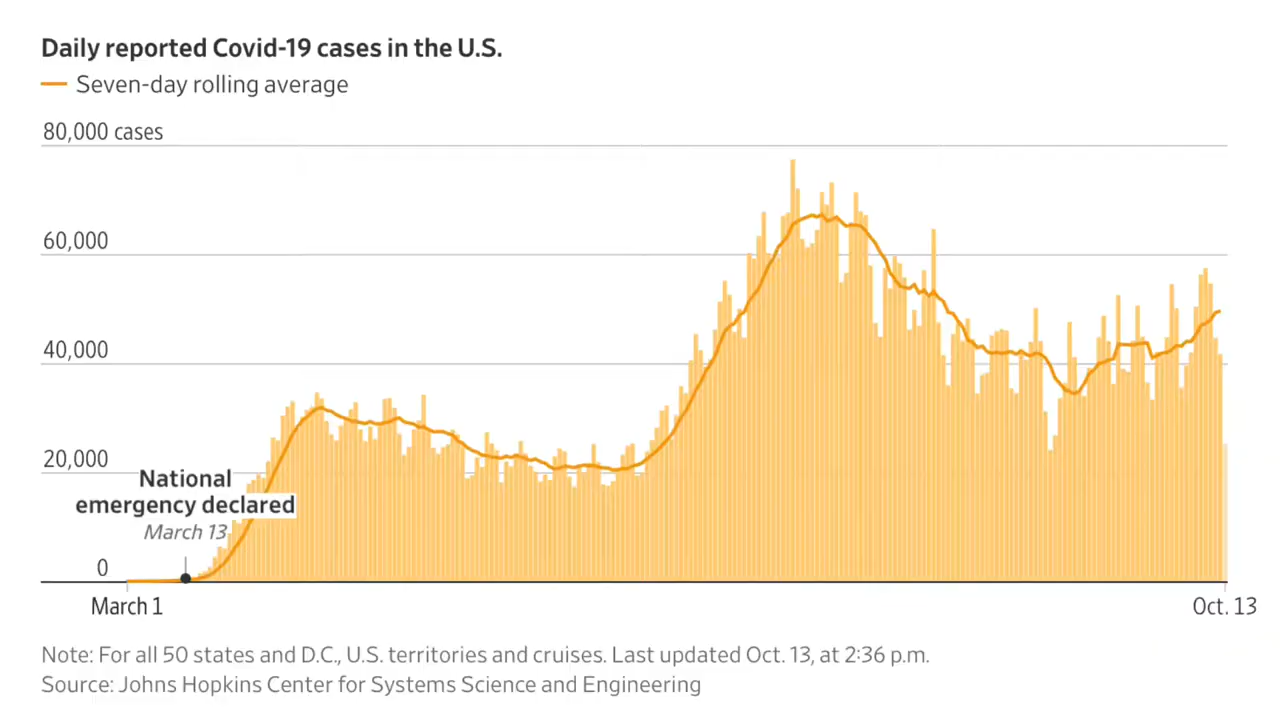 Daily reported Covid-19 cases in the U.S.
Seven-day rolling average
80,000 cases
60,000
40,000
20,000
National
emergency declared
March 13
0
March 1
Oct. 13
Note: For all 50 states and D.C., U.S. territories and cruises. Last updated Oct. 13, at 2:36 p.m.
Source: Johns Hopkins Center for Systems Science and Engineering